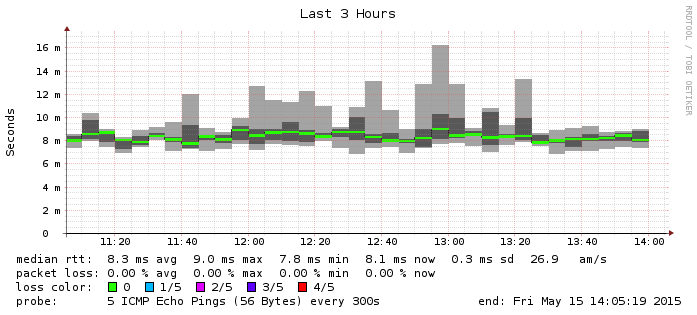 Last 3 Hours
RRDTOOL / TOBI OETIKER
Seconds
16 m
14 m
12 m
10 m
8 m
6 m
4 m
2 m
0
11:20 11:40 12:00 12:20 12:40 13:00 13:20 13:40 14:00
median rtt: 8.3 ms avg 9.0 ms max 7.8 ms min 8.1 ms now 0.3 ms sd 26.9 am/s
packet loss: 0.00 % avg 0.00 % max 0.00 % min 0.00 % now
loss color: 0 1/5 2/5 3/5 4/5
probe: 5 ICMP Echo Pings (56 Bytes) every 300s end: Fri May 15 14:05:19 2015